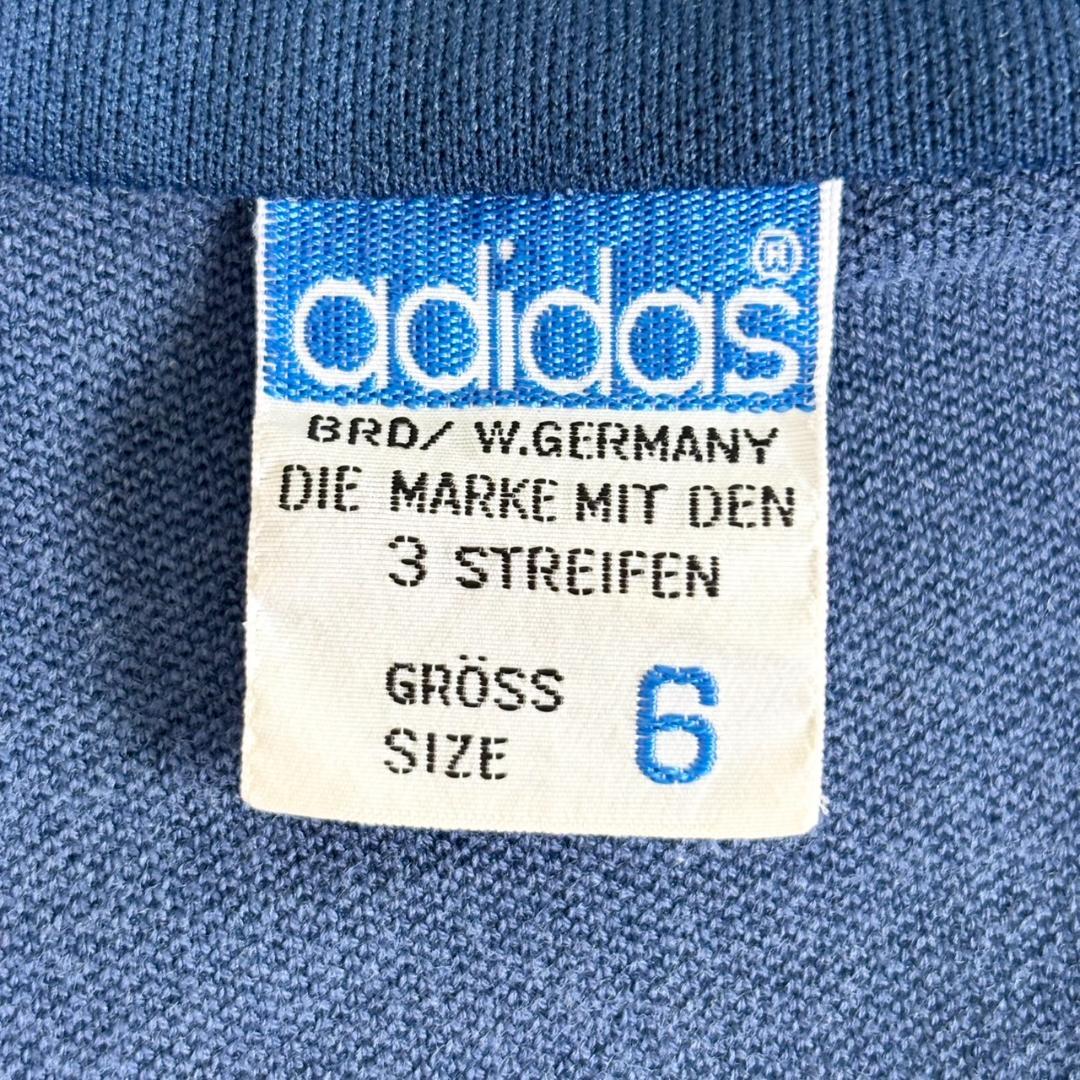 adidas®
BRD/ W.GERMANY
DIE MARKE MIT DEN
3 STREIFEN
GRÖSS 6
SIZE